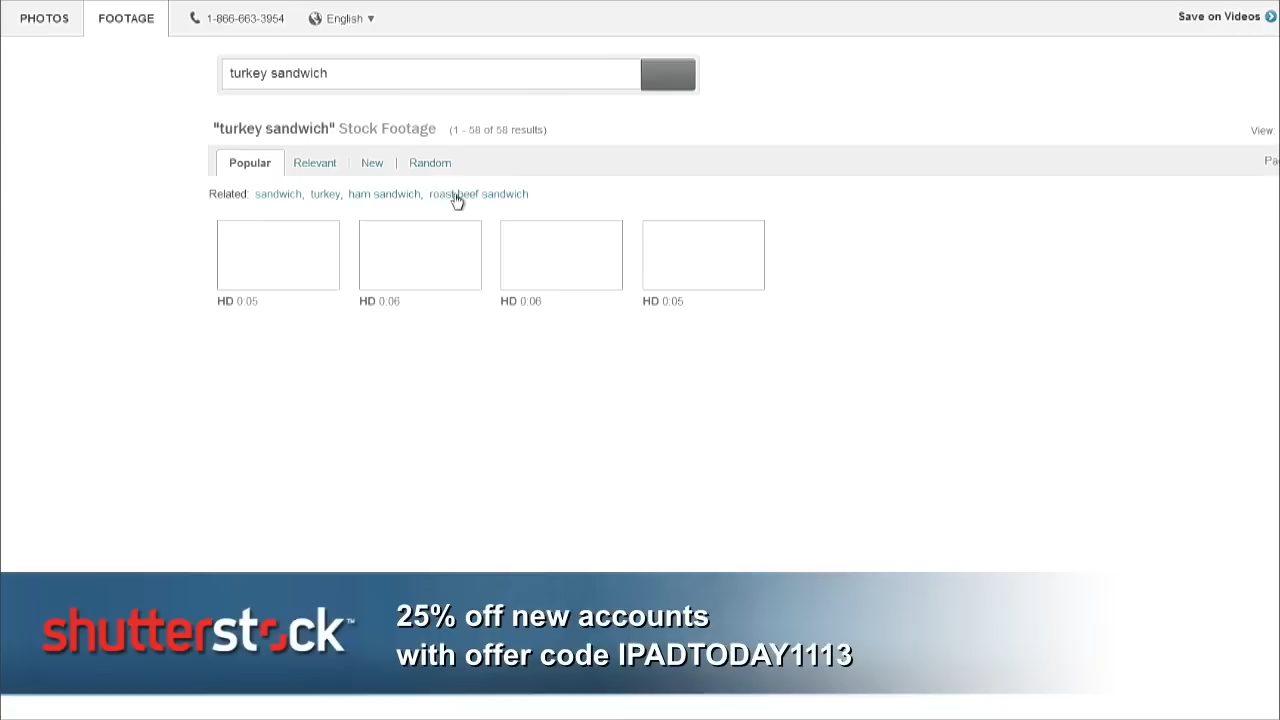 PHOTOS FOOTAGE 1-866-663-3954 English ▼ Save on Videos
turkey sandwich
"turkey sandwich" Stock Footage (1 - 58 of 58 results) View:
Popular Relevant | New | Random Pa
Related: sandwich, turkey, ham sandwich, roast beef sandwich
HD 0:05 HD 0:06 HD 0:06 HD 0:05
shutterstock™
25% off new accounts
with offer code IPADTODAY1113